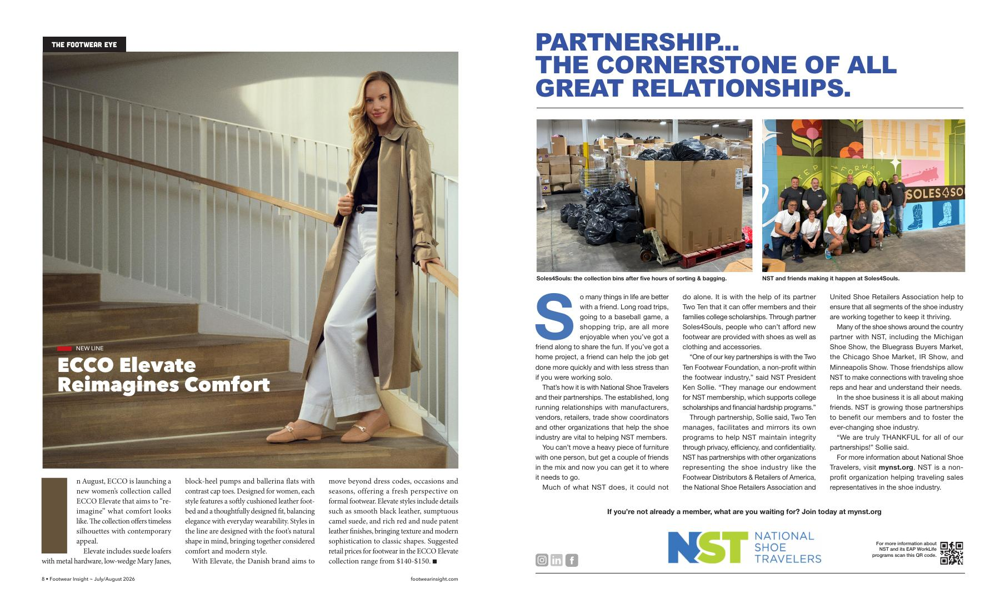 THE FOOTWEAR EYE
NEW LINE
ECCO Elevate
Reimagines Comfort
In August, ECCO is launching a
new women’s collection called
ECCO Elevate that aims to “re-
imagine” what comfort looks
like. The collection offers timeless
silhouettes with contemporary
appeal.
Elevate includes suede loafers
with metal hardware, low-wedge Mary Janes,
block-heel pumps and ballerina flats with
contrast cap toes. Designed for women, each
style features a softly cushioned leather foot-
bed and a thoughtfully designed fit, balancing
elegance with everyday wearability. Styles in
the line are designed with the foot’s natural
shape in mind, bringing together considered
comfort and modern style.
With Elevate, the Danish brand aims to
move beyond dress codes, occasions and
seasons, offering a fresh perspective on
formal footwear. Elevate styles include details
such as smooth black leather, sumptuous
camel suede, and rich red and nude patent
leather finishes, bringing texture and modern
sophistication to classic shapes. Suggested
retail prices for footwear in the ECCO Elevate
collection range from $140-$150. ■
8 • Footwear Insight ~ July/August 2026
footwearinsight.com
PARTNERSHIP...
THE CORNERSTONE OF ALL
GREAT RELATIONSHIPS.
VILLE
STEP FORWARD
SOLES4SO
Soles4Souls: the collection bins after five hours of sorting & bagging.
NST and friends making it happen at Soles4Souls.
So many things in life are better
with a friend. Long road trips,
going to a baseball game, a
shopping trip, are all more
enjoyable when you’ve got a
friend along to share the fun. If you’ve got a
home project, a friend can help the job get
done more quickly and with less stress than
if you were working solo.
That’s how it is with National Shoe Travelers
and their partnerships. The established, long
running relationships with manufacturers,
vendors, retailers, trade show coordinators
and other organizations that help the shoe
industry are vital to helping NST members.
You can’t move a heavy piece of furniture
with one person, but get a couple of friends
in the mix and now you can get it to where
it needs to go.
Much of what NST does, it could not
do alone. It is with the help of its partner
Two Ten that it can offer members and their
families college scholarships. Through partner
Soles4Souls, people who can’t afford new
footwear are provided with shoes as well as
clothing and accessories.
“One of our key partnerships is with the Two
Ten Footwear Foundation, a non-profit within
the footwear industry,” said NST President
Ken Sollie. “They manage our endowment
for NST membership, which supports college
scholarships and financial hardship programs.”
Through partnership, Sollie said, Two Ten
manages, facilitates and mirrors its own
programs to help NST maintain integrity
through privacy, efficiency, and confidentiality.
NST has partnerships with other organizations
representing the shoe industry like the
Footwear Distributors & Retailers of America,
the National Shoe Retailers Association and
United Shoe Retailers Association help to
ensure that all segments of the shoe industry
are working together to keep it thriving.
Many of the shoe shows around the country
partner with NST, including the Michigan
Shoe Show, the Bluegrass Buyers Market,
the Chicago Shoe Market, IR Show, and
Minneapolis Show. Those friendships allow
NST to make connections with traveling shoe
reps and hear and understand their needs.
In the shoe business it is all about making
friends. NST is growing those partnerships
to benefit our members and to foster the
ever-changing shoe industry.
“We are truly THANKFUL for all of our
partnerships!” Sollie said.
For more information about National Shoe
Travelers, visit mynst.org. NST is a non-
profit organization helping traveling sales
representatives in the shoe industry.
If you’re not already a member, what are you waiting for? Join today at mynst.org
NST NATIONAL
SHOE
TRAVELERS
For more information about
NST and its EAP WorkLife
programs scan this QR code.